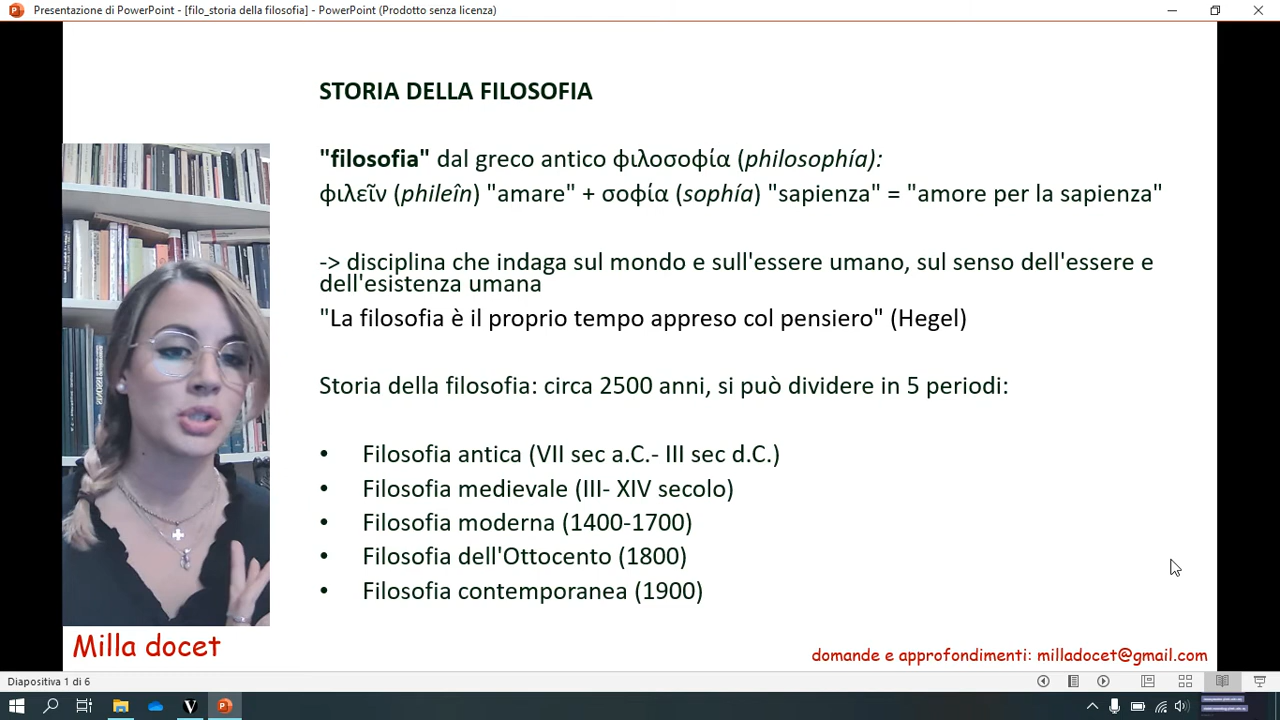 Presentazione di PowerPoint - [filo_storia della filosofia] - PowerPoint (Prodotto senza licenza)
STORIA DELLA FILOSOFIA
"filosofia" dal greco antico φιλοσοφία (philosophía):
φιλεῖν (phileîn) "amare" + σοφία (sophía) "sapienza" = "amore per la sapienza"
-> disciplina che indaga sul mondo e sull'essere umano, sul senso dell'essere e
dell'esistenza umana
"La filosofia è il proprio tempo appreso col pensiero" (Hegel)
Storia della filosofia: circa 2500 anni, si può dividere in 5 periodi:
• Filosofia antica (VII sec a.C.- III sec d.C.)
• Filosofia medievale (III- XIV secolo)
• Filosofia moderna (1400-1700)
• Filosofia dell'Ottocento (1800)
• Filosofia contemporanea (1900)
Milla docet
domande e approfondimenti: milladocet@gmail.com
Diapositiva 1 di 6